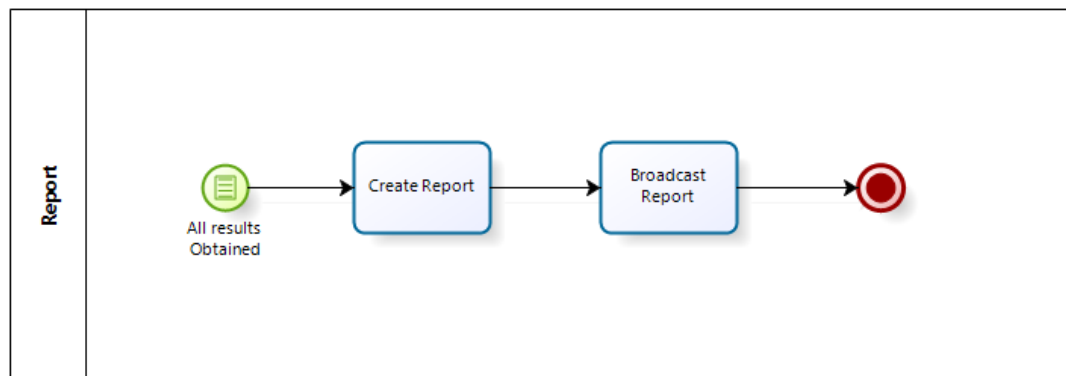 Report
All results
Obtained
Create Report
Broadcast
Report